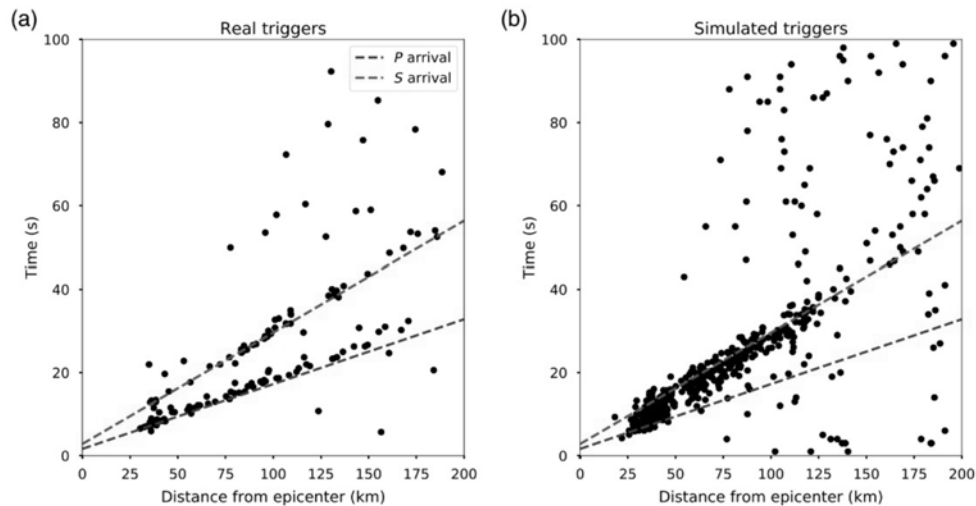 (a)
Real triggers
100
80
60
40
20
0
Time (s)
P arrival
S arrival
0 25 50 75 100 125 150 175 200
Distance from epicenter (km)
(b)
Simulated triggers
100
80
60
40
20
0
Time (s)
0 25 50 75 100 125 150 175 200
Distance from epicenter (km)